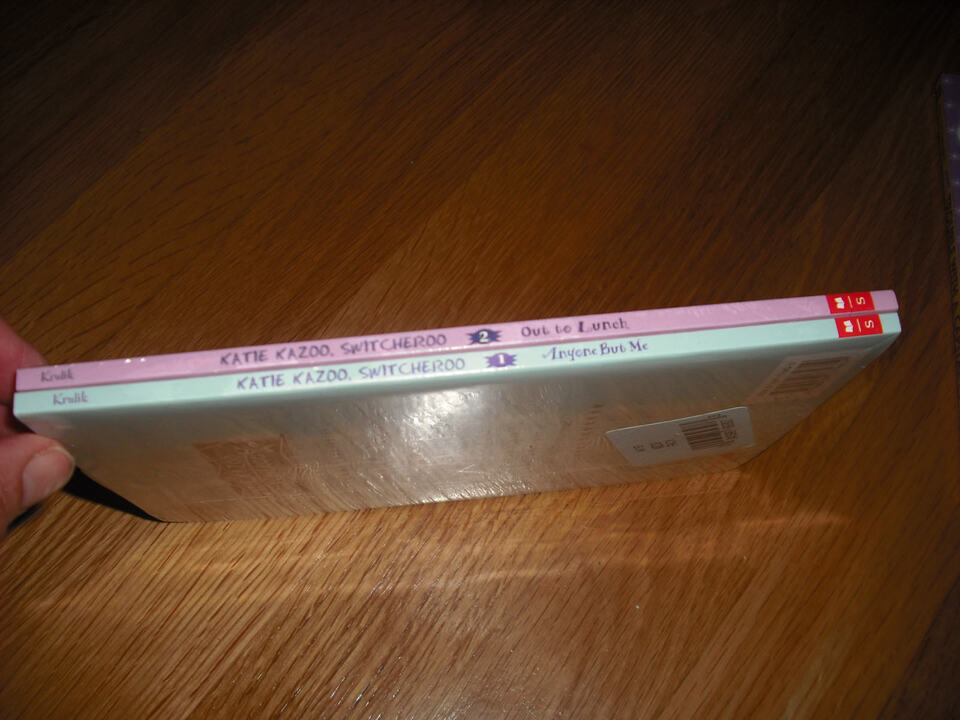 Krulik KATIE KAZOO, SWITCHEROO 2 Out to Lunch S
Krulik KATIE KAZOO, SWITCHEROO 1 Anyone But Me S